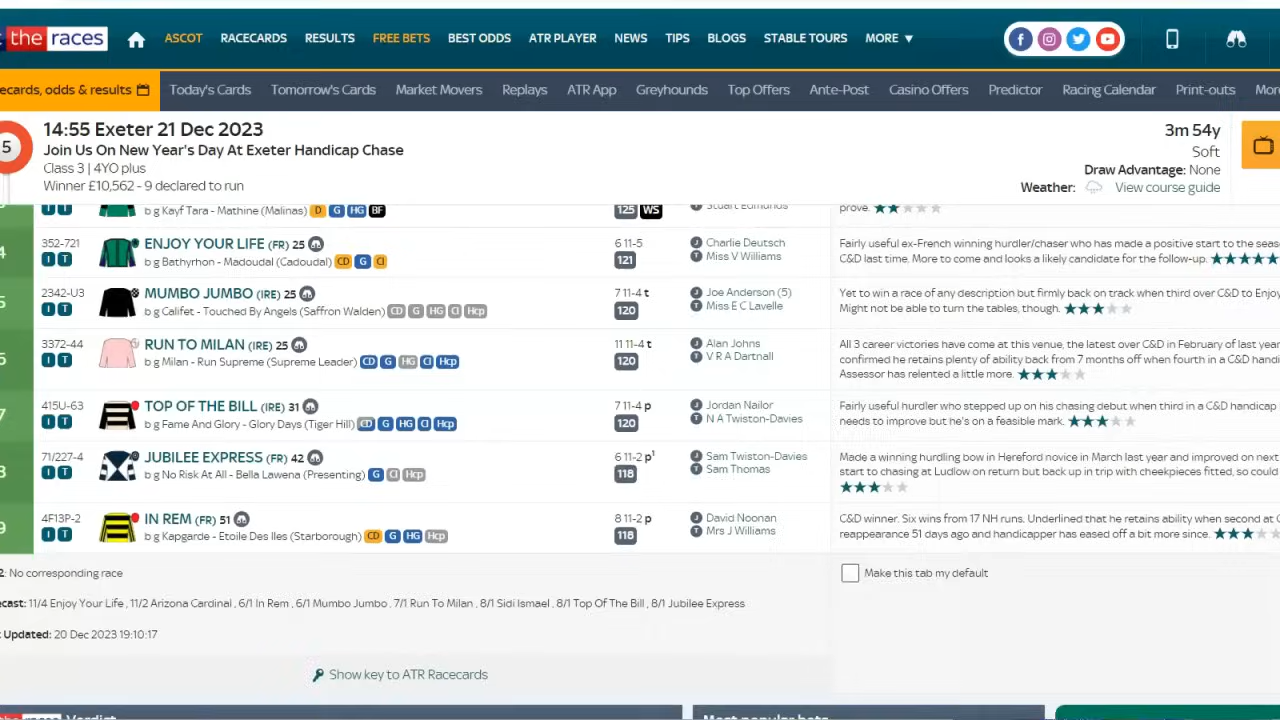 the races
ASCOT RACECARDS RESULTS FREE BETS BEST ODDS ATR PLAYER NEWS TIPS BLOGS STABLE TOURS MORE ▼
ecards, odds & results Today's Cards Tomorrow's Cards Market Movers Replays ATR App Greyhounds Top Offers Ante-Post Casino Offers Predictor Racing Calendar Print-outs Mor
5
14:55 Exeter 21 Dec 2023
Join Us On New Year's Day At Exeter Handicap Chase
Class 3 | 4YO plus
Winner £10,562 - 9 declared to run
3m 54y
Soft
Draw Advantage: None
Weather: View course guide
I T b g Kayf Tara - Mathine (Malinas) D G HG BF 125 WS T Stuart Edmunds prove. ★★★★★
4 352-721 ENJOY YOUR LIFE (FR) 25 6 11-5 J Charlie Deutsch Fairly useful ex-French winning hurdler/chaser who has made a positive start to the seas
I T b g Bathyrhon - Madoudal (Cadoudal) CD G Cl 121 T Miss V Williams C&D last time. More to come and looks a likely candidate for the follow-up. ★★★★★
5 2342-U3 MUMBO JUMBO (IRE) 25 7 11-4 t J Joe Anderson (5) Yet to win a race of any description but firmly back on track when third over C&D to Enjoy
I T b g Califet - Touched By Angels (Saffron Walden) CD G HG Cl Hcp 120 T Miss E C Lavelle Might not be able to turn the tables, though. ★★★★★
3372-44 RUN TO MILAN (IRE) 25 11 11-4 t J Alan Johns All 3 career victories have come at this venue, the latest over C&D in February of last year
I T b g Milan - Run Supreme (Supreme Leader) CD G HG Cl Hcp 120 T V R A Dartnall confirmed he retains plenty of ability back from 7 months off when fourth in a C&D handi
Assessor has relented a little more. ★★★★★
7 415U-63 TOP OF THE BILL (IRE) 31 7 11-4 p J Jordan Nailor Fairly useful hurdler who stepped up on his chasing debut when third in a C&D handicap
I T b g Fame And Glory - Glory Days (Tiger Hill) CD G HG Cl Hcp 120 T N A Twiston-Davies needs to improve but he's on a feasible mark. ★★★★★
71/227-4 JUBILEE EXPRESS (FR) 42 6 11-2 p¹ J Sam Twiston-Davies Made a winning hurdling bow in Hereford novice in March last year and improved on next
I T b g No Risk At All - Bella Lawena (Presenting) G Cl Hcp 118 T Sam Thomas start to chasing at Ludlow on return but back up in trip with cheekpieces fitted, so could
★★★★★
9 4F13P-2 IN REM (FR) 51 8 11-2 p J David Noonan C&D winner. Six wins from 17 NH runs. Underlined that he retains ability when second at C
I T b g Kapgarde - Etoile Des Iles (Starborough) CD G HG Hcp 118 T Mrs J Williams reappearance 51 days ago and handicapper has eased off a bit more since. ★★★★★
2: No corresponding race
Make this tab my default
ecast: 11/4 Enjoy Your Life , 11/2 Arizona Cardinal , 6/1 In Rem , 6/1 Mumbo Jumbo , 7/1 Run To Milan , 8/1 Sidi Ismael , 8/1 Top Of The Bill , 8/1 Jubilee Express
t Updated: 20 Dec 2023 19:10:17
Show key to ATR Racecards
the races Verdict
Most popular bets